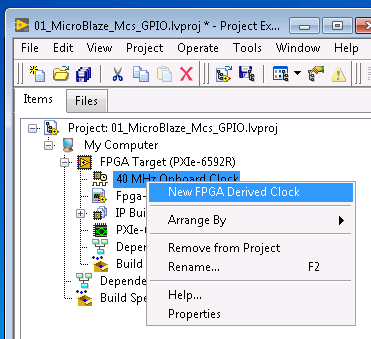 01_MicroBlaze_Mcs_GPIO.lvproj * - Project Ex...
File Edit View Project Operate Tools Window Help
Items Files
Project: 01_MicroBlaze_Mcs_GPIO.lvproj
My Computer
FPGA Target (PXIe-6592R)
40 MHz Onboard Clock
New FPGA Derived Clock
Fpga-
Arrange By
IP Bui
PXIe-
Remove from Project
Depe
Rename... F2
Build
Depende
Help...
Build Spe
Properties